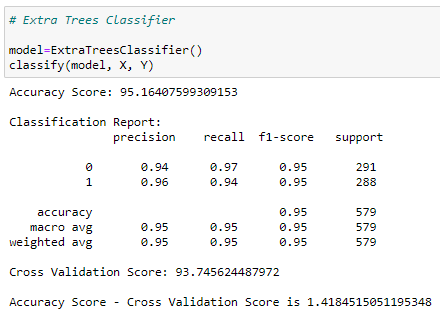 # Extra Trees Classifier
model=ExtraTreesClassifier()
classify(model, X, Y)
Accuracy Score: 95.16407599309153
Classification Report:
precision recall f1-score support
0 0.94 0.97 0.95 291
1 0.96 0.94 0.95 288
accuracy 0.95 579
macro avg 0.95 0.95 0.95 579
weighted avg 0.95 0.95 0.95 579
Cross Validation Score: 93.745624487972
Accuracy Score - Cross Validation Score is 1.4184515051195348